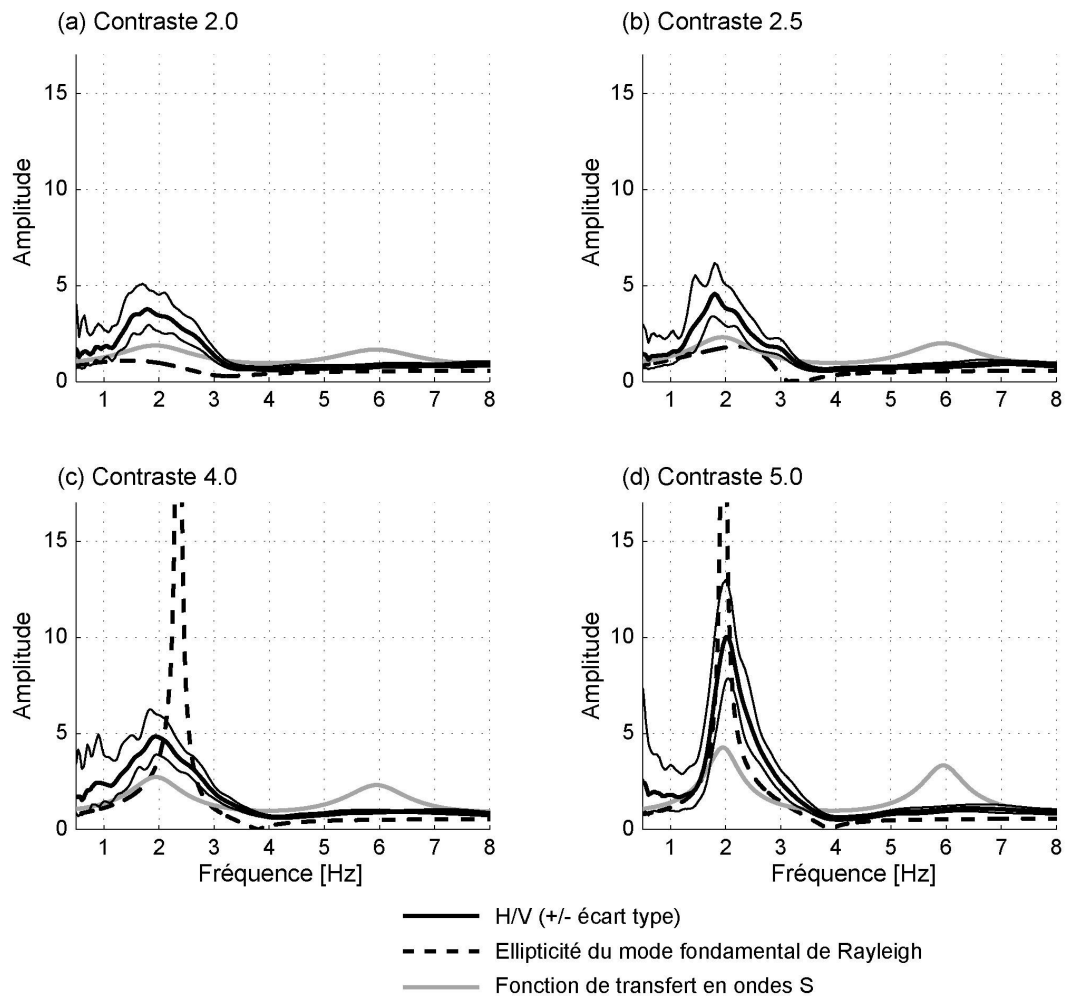 (a) Contraste 2.0
(b) Contraste 2.5
15
10
5
0
Amplitude
1 2 3 4 5 6 7 8
15
10
5
0
Amplitude
1 2 3 4 5 6 7 8
(c) Contraste 4.0
(d) Contraste 5.0
15
10
5
0
Amplitude
1 2 3 4 5 6 7 8
Fréquence [Hz]
15
10
5
0
Amplitude
1 2 3 4 5 6 7 8
Fréquence [Hz]
H/V (+/- écart type)
Ellipticité du mode fondamental de Rayleigh
Fonction de transfert en ondes S